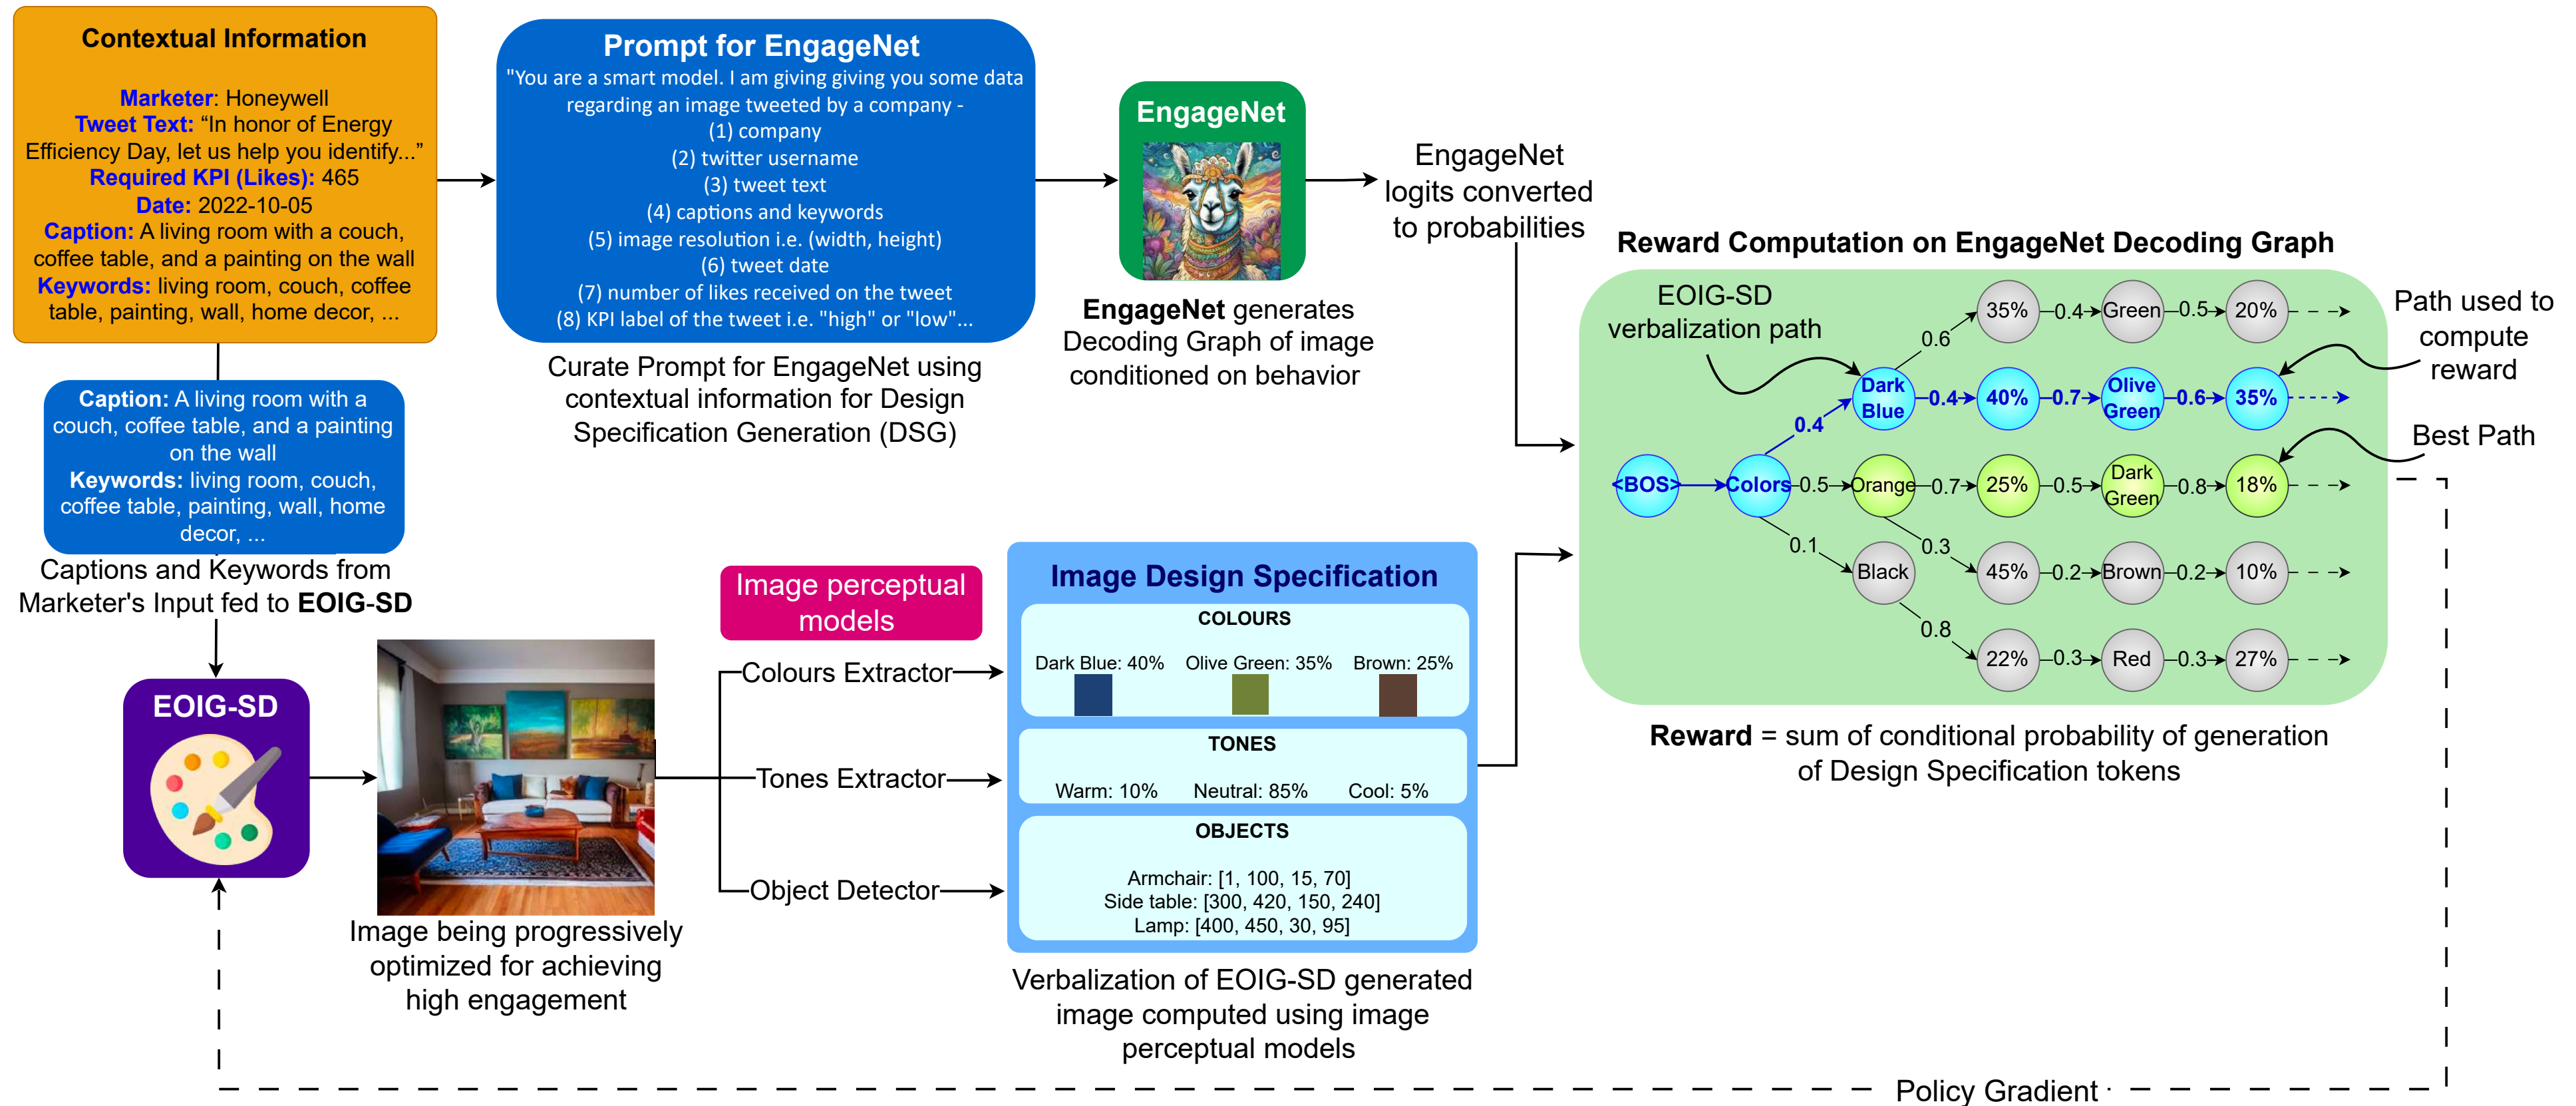 Contextual Information
Marketer: Honeywell
Tweet Text: “In honor of Energy
Efficiency Day, let us help you identify...”
Required KPI (Likes): 465
Date: 2022-10-05
Caption: A living room with a couch,
coffee table, and a painting on the wall
Keywords: living room, couch, coffee
table, painting, wall, home decor, ...
Caption: A living room with a
couch, coffee table, and a painting
on the wall
Keywords: living room, couch,
coffee table, painting, wall, home
decor, ...
Captions and Keywords from
Marketer's Input fed to EOIG-SD
EOIG-SD
Prompt for EngageNet
"You are a smart model. I am giving giving you some data
regarding an image tweeted by a company -
(1) company
(2) twitter username
(3) tweet text
(4) captions and keywords
(5) image resolution i.e. (width, height)
(6) tweet date
(7) number of likes received on the tweet
(8) KPI label of the tweet i.e. "high" or "low"...
Curate Prompt for EngageNet using
contextual information for Design
Specification Generation (DSG)
EngageNet
EngageNet generates
Decoding Graph of image
conditioned on behavior
EngageNet
logits converted
to probabilities
Image being progressively
optimized for achieving
high engagement
Image perceptual
models
Colours Extractor
Tones Extractor
Object Detector
Image Design Specification
COLOURS
Dark Blue: 40% Olive Green: 35% Brown: 25%
TONES
Warm: 10% Neutral: 85% Cool: 5%
OBJECTS
Armchair: [1, 100, 15, 70]
Side table: [300, 420, 150, 240]
Lamp: [400, 450, 30, 95]
Verbalization of EOIG-SD generated
image computed using image
perceptual models
Reward Computation on EngageNet Decoding Graph
EOIG-SD
verbalization path
0.6
35% 0.4 Green 0.5 20%
0.4
Dark
Blue
0.4 40% 0.7
Olive
Green
0.6 35%
<BOS> Colors 0.5 Orange 0.7 25% 0.5
Dark
Green
0.8 18%
0.1
Black
0.3
45% 0.2 Brown 0.2 10%
0.8
22% 0.3 Red 0.3 27%
Path used to
compute
reward
Best Path
Reward = sum of conditional probability of generation
of Design Specification tokens
Policy Gradient